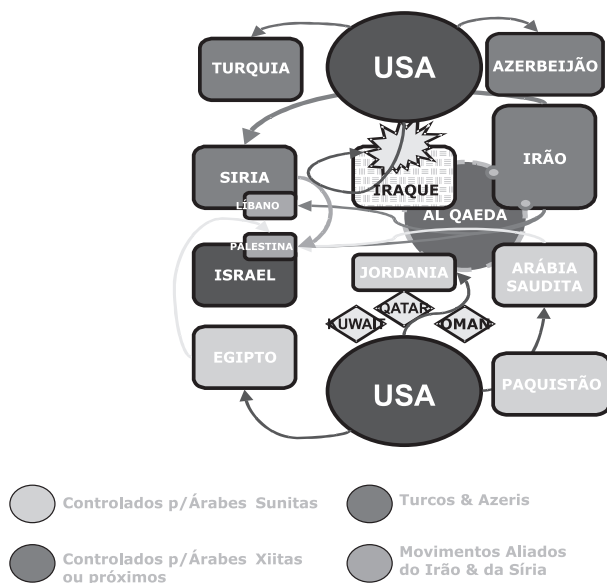 USA
TURQUIA
AZERBEIJÃO
SIRIA
IRÃO
IRAQUE
LÍBANO
AL QAEDA
PALESTINA
ISRAEL
JORDANIA
ARÁBIA
SAUDITA
QATAR
KUWAIT
OMAN
EGIPTO
USA
PAQUISTÃO
Controlados p/Árabes Sunitas
Turcos & Azeris
Controlados p/Árabes Xiitas
ou próximos
Movimentos Aliados
do Irão & da Síria